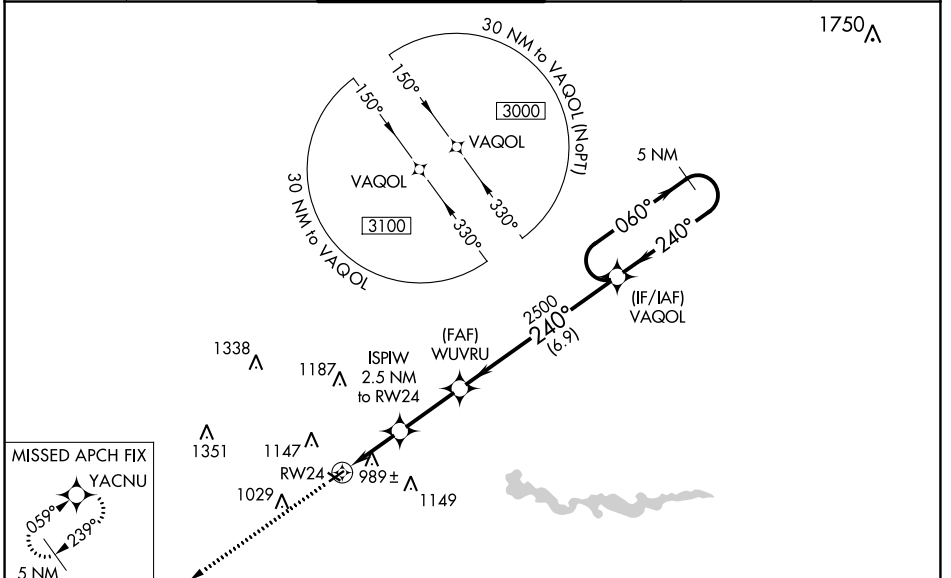 1750
30 NM to VAQOL (NoPT)
150°
3000
VAQOL
330°
150°
VAQOL
3100
330°
30 NM to VAQOL
5 NM
060°
240°
(IF/IAF)
VAQOL
2500
240°
(6.9)
(FAF)
WUVRU
ISPIW
2.5 NM
to RW24
1338
1187
1351
1147
RW24
989±
1029
1149
MISSED APCH FIX
YACNU
059°
239°
5 NM